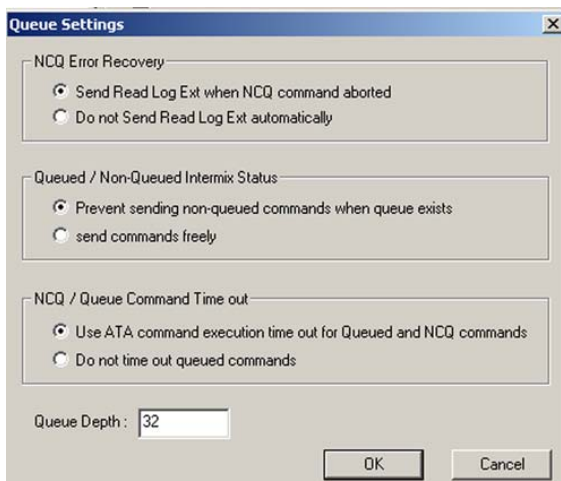 Queue Settings
NCQ Error Recovery
Send Read Log Ext when NCQ command aborted
Do not Send Read Log Ext automatically
Queued / Non-Queued Intermix Status
Prevent sending non-queued commands when queue exists
send commands freely
NCQ / Queue Command Time out
Use ATA command execution time out for Queued and NCQ commands
Do not time out queued commands
Queue Depth : 32
OK Cancel